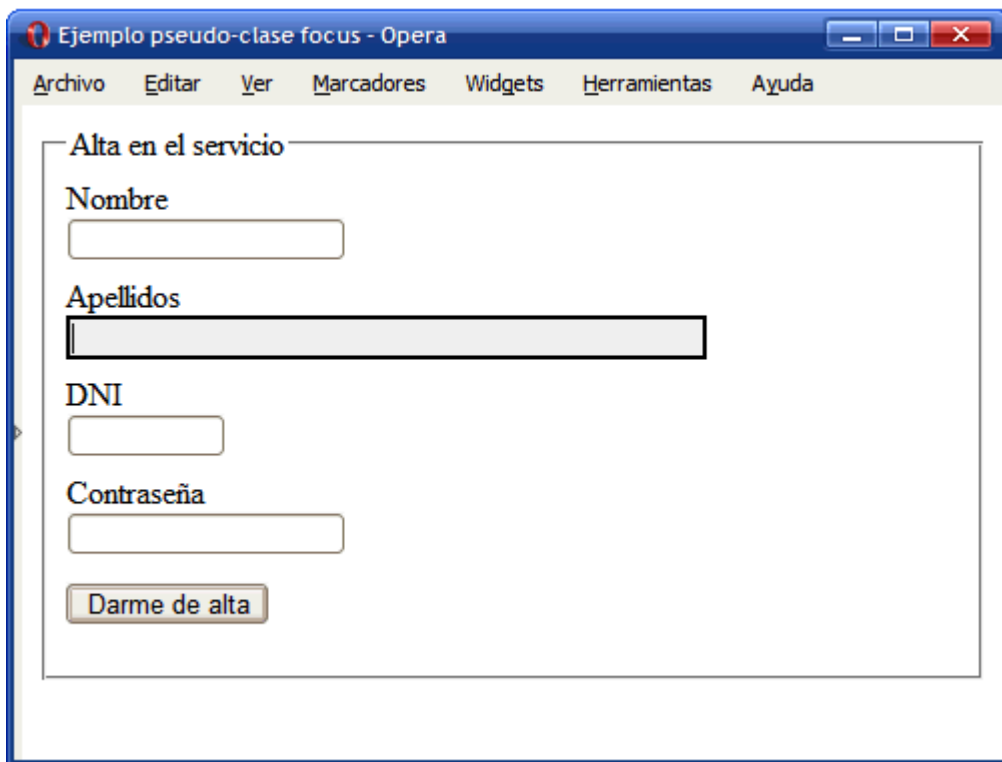 Ejemplo pseudo-clase focus - Opera
Archivo Editar Ver Marcadores Widgets Herramientas Ayuda
Alta en el servicio
Nombre
Apellidos
DNI
Contraseña
Darme de alta